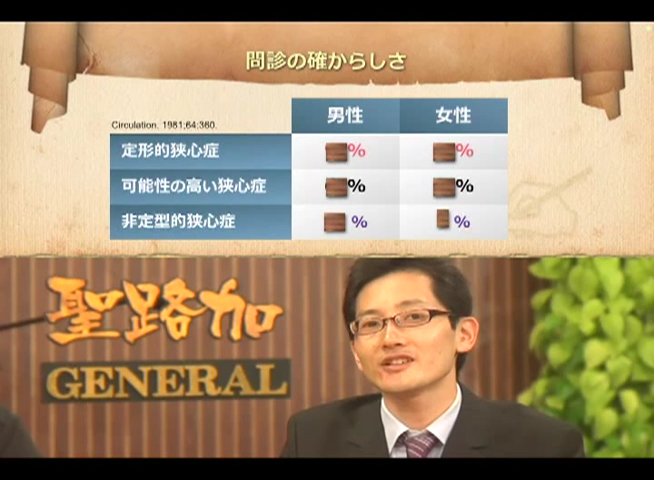 問診の確からしさ
Circulation. 1981;64:360.
男性 女性
定形的狭心症 % %
可能性の高い狭心症 % %
非定型的狭心症 % %
聖路加
GENERAL